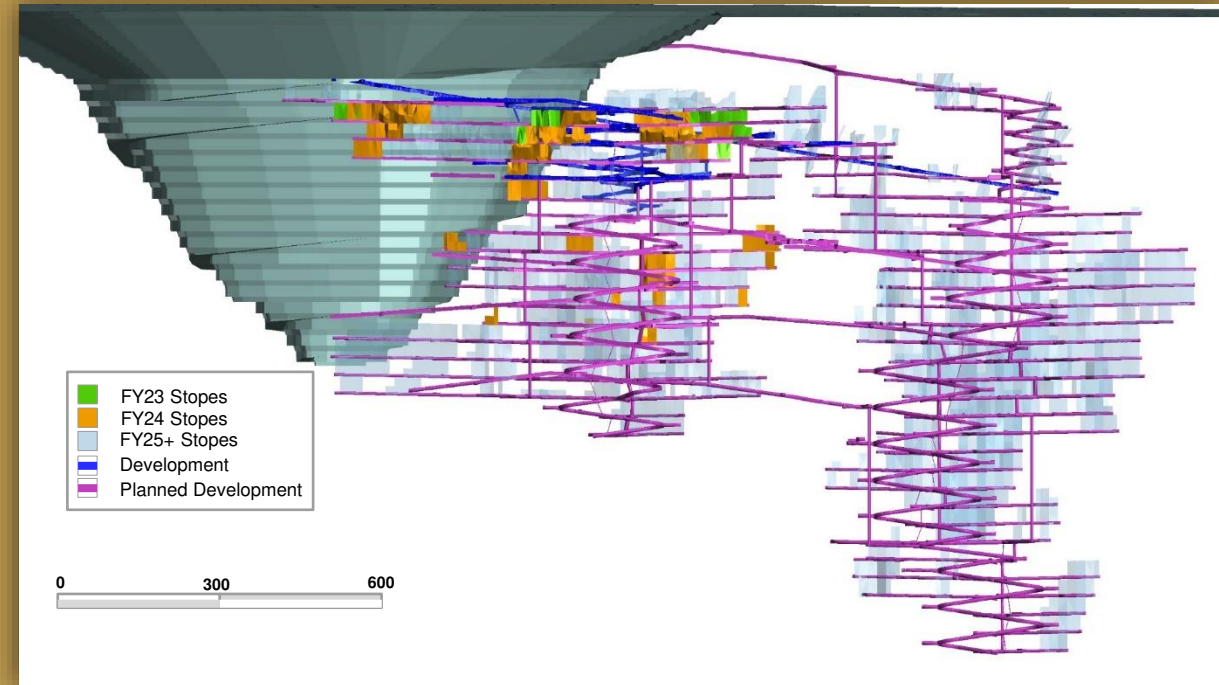 FY23 Stopes
FY24 Stopes
FY25+ Stopes
Development
Planned Development
0 300 600